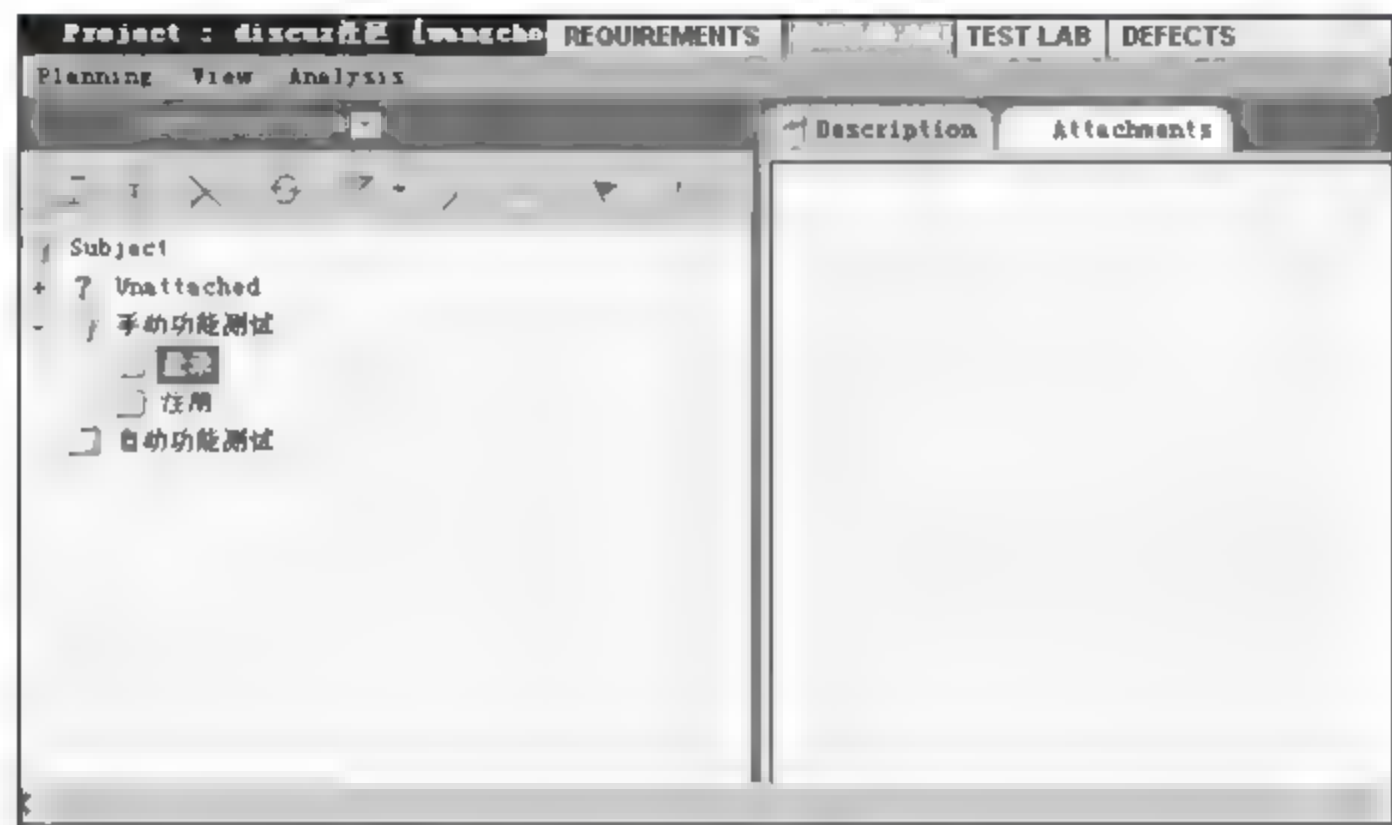 Project : discuz社区 [wangcho
REQUIREMENTS
TEST LAB
DEFECTS
Planning View Analysis
Description
Attachments
Subject
Unattached
手动功能测试
注册
自动功能测试